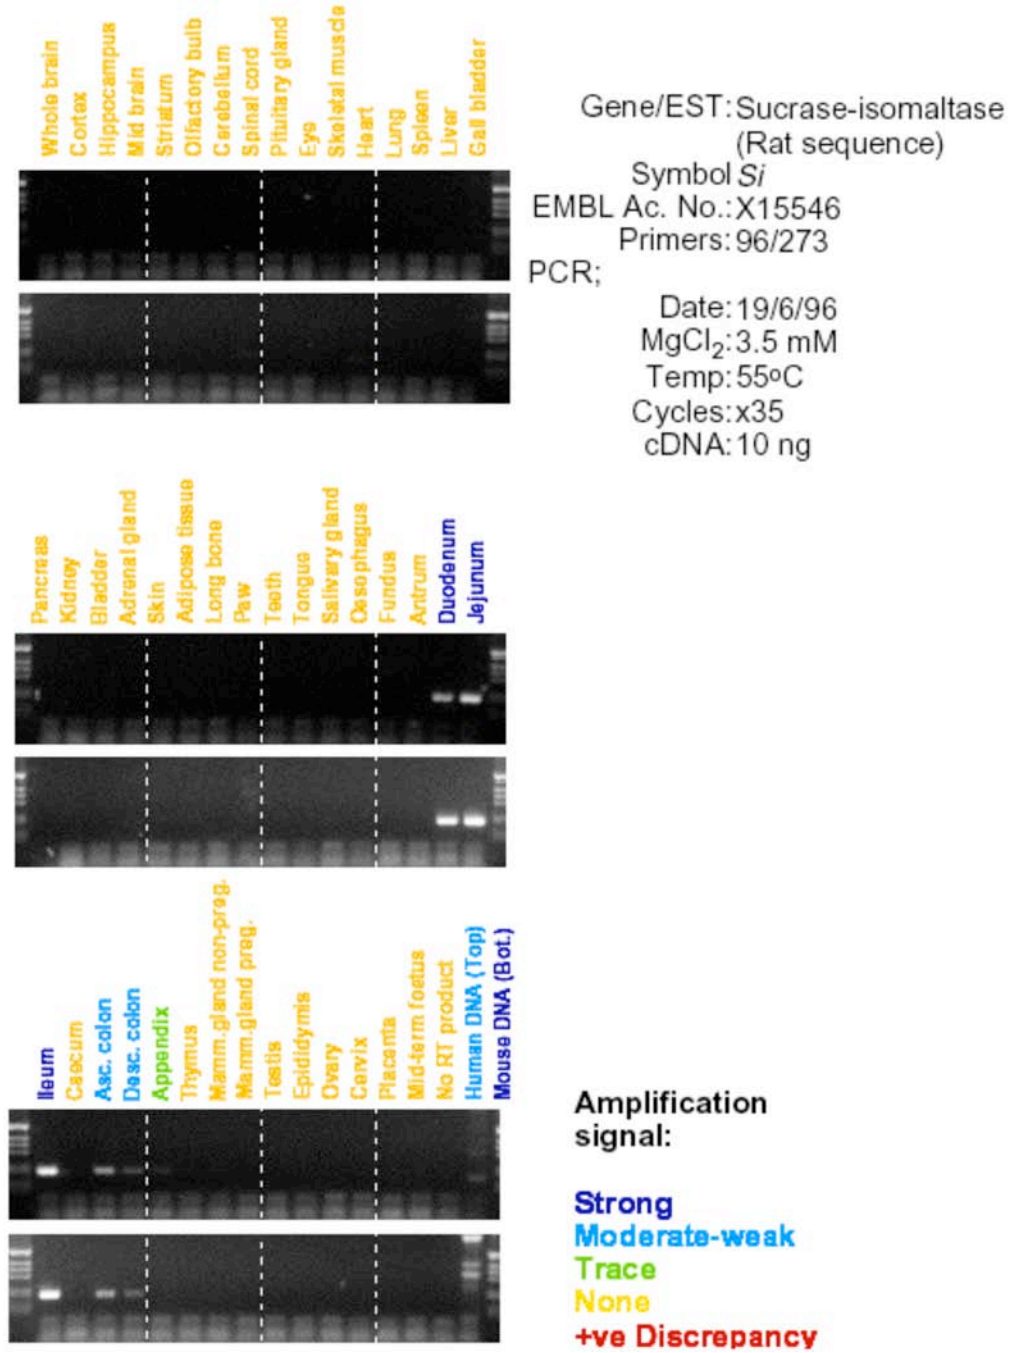 Whole brain
Cortex
Hippocampus
Mid brain
Striatum
Olfactory bulb
Cerebellum
Spinal cord
Pituitary gland
Eye
Skeletal muscle
Heart
Lung
Spleen
Liver
Gall bladder
Gene/EST: Sucrase-isomaltase
(Rat sequence)
Symbol Si
EMBL Ac. No.: X15546
Primers: 96/273
PCR;
Date: 19/6/96
MgCl2: 3.5 mM
Temp: 55ºC
Cycles: x35
cDNA: 10 ng
Pancreas
Kidney
Bladder
Adrenal gland
Skin
Adipose tissue
Long bone
Paw
Teeth
Tongue
Salivary gland
Oesophagus
Fundus
Antrum
Duodenum
Jejunum
Ileum
Caecum
Asc. colon
Desc. colon
Appendix
Thymus
Mamm.gland non-preg.
Mamm.gland preg.
Testis
Epididymis
Ovary
Cervix
Placenta
Mid-term foetus
No RT product
Human DNA (Top)
Mouse DNA (Bot.)
Amplification
signal:
Strong
Moderate-weak
Trace
None
+ve Discrepancy